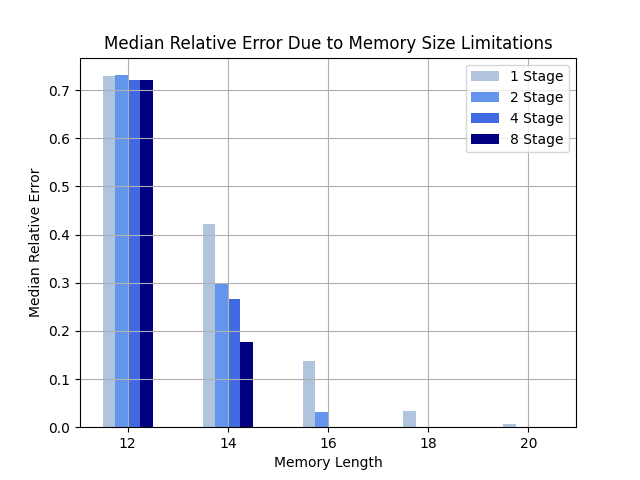 Median Relative Error Due to Memory Size Limitations
1 Stage
2 Stage
4 Stage
8 Stage
Median Relative Error
0.7
0.6
0.5
0.4
0.3
0.2
0.1
0.0
12 14 16 18 20
Memory Length